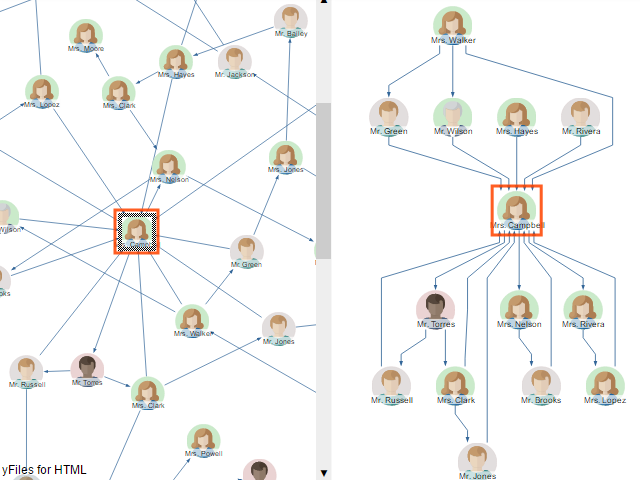 Mr. Bailey
Mrs. Moore
Mrs. Hayes
Mr. Jackson
Mrs. Lopez
Mrs. Clark
Mrs. Jones
Mrs. Nelson
Wilson
Mr. Green
oks
Mrs. Walker
Mr. Jones
Mr. Russell
Mr. Torres
Mrs. Clark
Mrs. Powell
yFiles for HTML
Mrs. Walker
Mr. Green
Mr. Wilson
Mrs. Hayes
Mr. Rivera
Mrs. Campbell
Mr. Torres
Mrs. Nelson
Mrs. Rivera
Mr. Russell
Mrs. Clark
Mr. Brooks
Mrs. Lopez
Mr. Jones